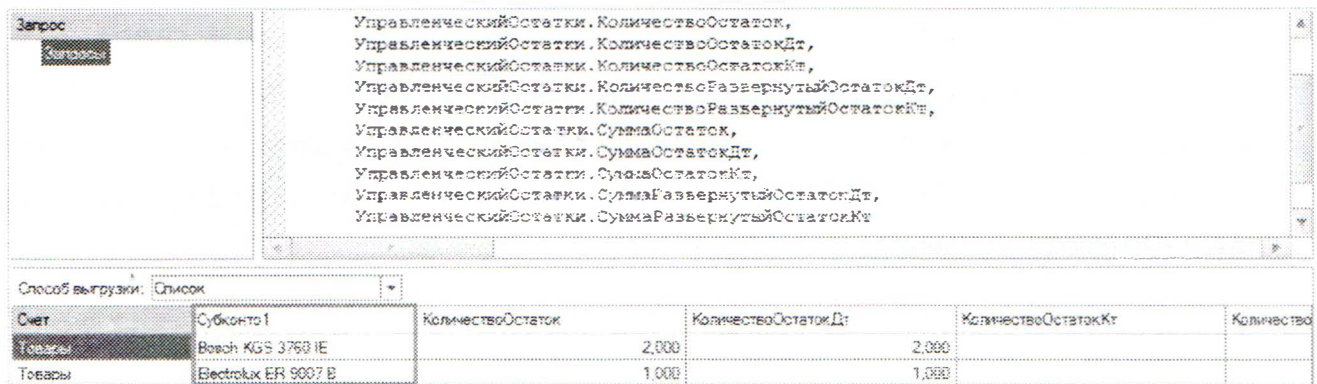 Запрос
Запросы
УправленческийОстатки.КоличествоОстаток,
УправленческийОстатки.КоличествоОстатокДт,
УправленческийОстатки.КоличествоОстатокКт,
УправленческийОстатки.КоличествоРазвернутыйОстатокДт,
УправленческийОстатки.КоличествоРазвернутыйОстатокКт,
УправленческийОстатки.СуммаОстаток,
УправленческийОстатки.СуммаОстатокДт,
УправленческийОстатки.СуммаОстатокКт,
УправленческийОстатки.СуммаРазвернутыйОстатокДт,
УправленческийОстатки.СуммаРазвернутыйОстатокКт
Способ выгрузки: Список
Счет Субконто1 КоличествоОстаток КоличествоОстатокДт КоличествоОстатокКт Количество
Товары Bosch KGS 3760 IE 2,000 2,000
Товары Electrolux ER 9007 B 1,000 1,000